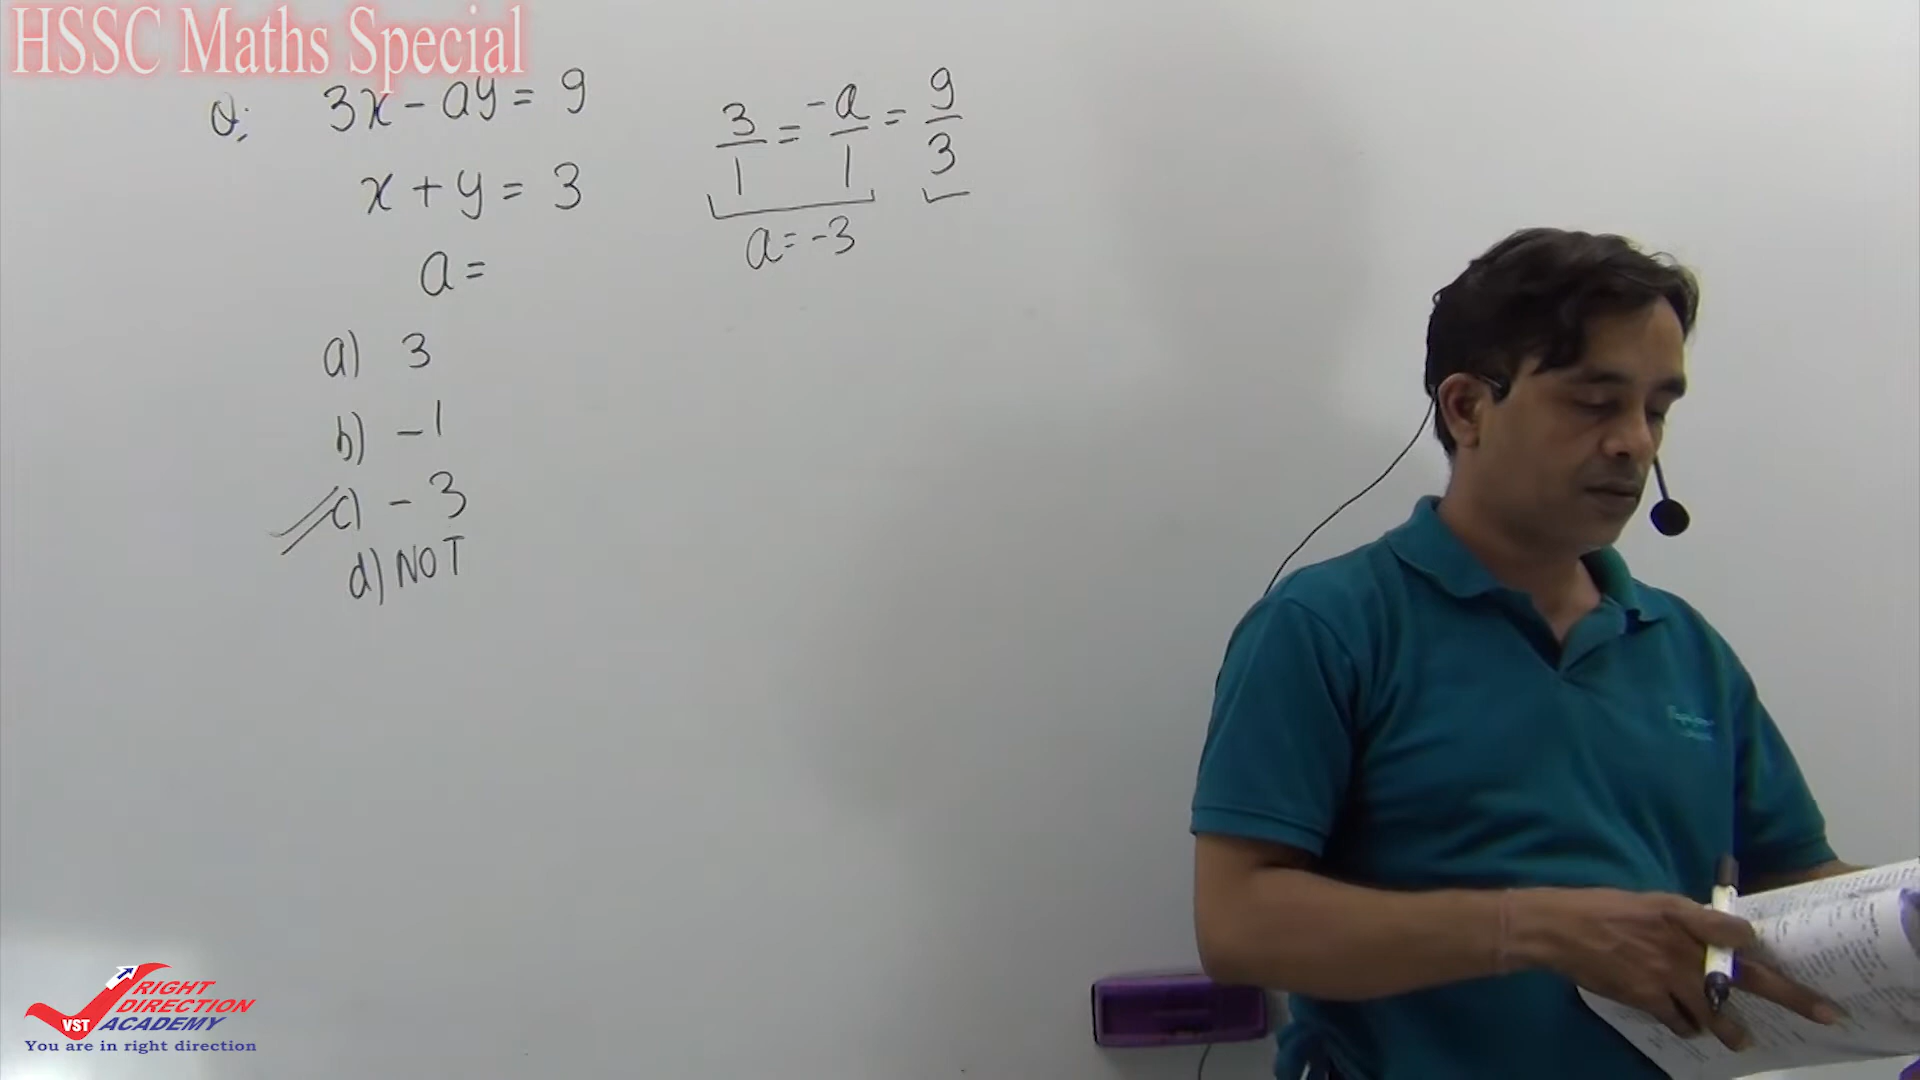 HSSC Maths Special
Q; 3x - ay = 9
x + y = 3
a =
a) 3
b) -1
c) -3
d) NOT
3/1 = -a/1 = 9/3
a = -3
VST
RIGHT
DIRECTION
ACADEMY
You are in right direction